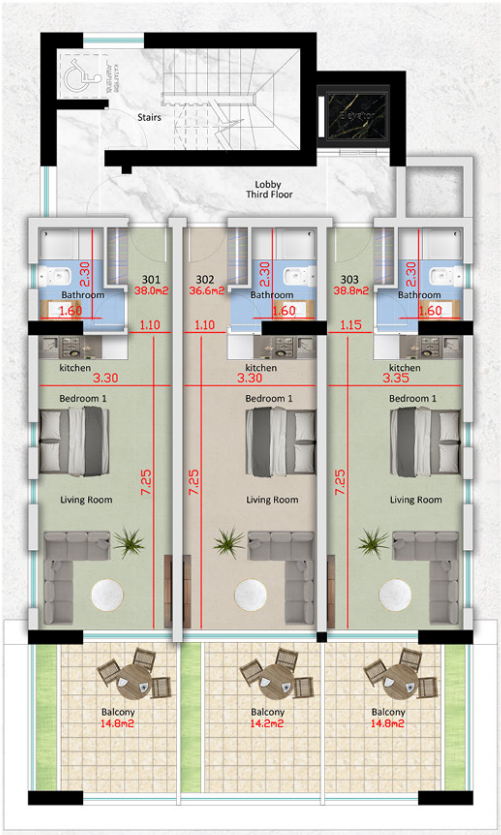 Stairs
Elevator
Lobby
Third Floor
301
38.0m2
302
36.6m2
303
38.8m2
2.30
2.30
2.30
Bathroom
Bathroom
Bathroom
1.60
1.60
1.60
1.10
1.10
1.15
kitchen
kitchen
kitchen
3.30
3.30
3.35
Bedroom 1
Bedroom 1
Bedroom 1
7.25
7.25
7.25
Living Room
Living Room
Living Room
Balcony
14.8m2
Balcony
14.2m2
Balcony
14.8m2